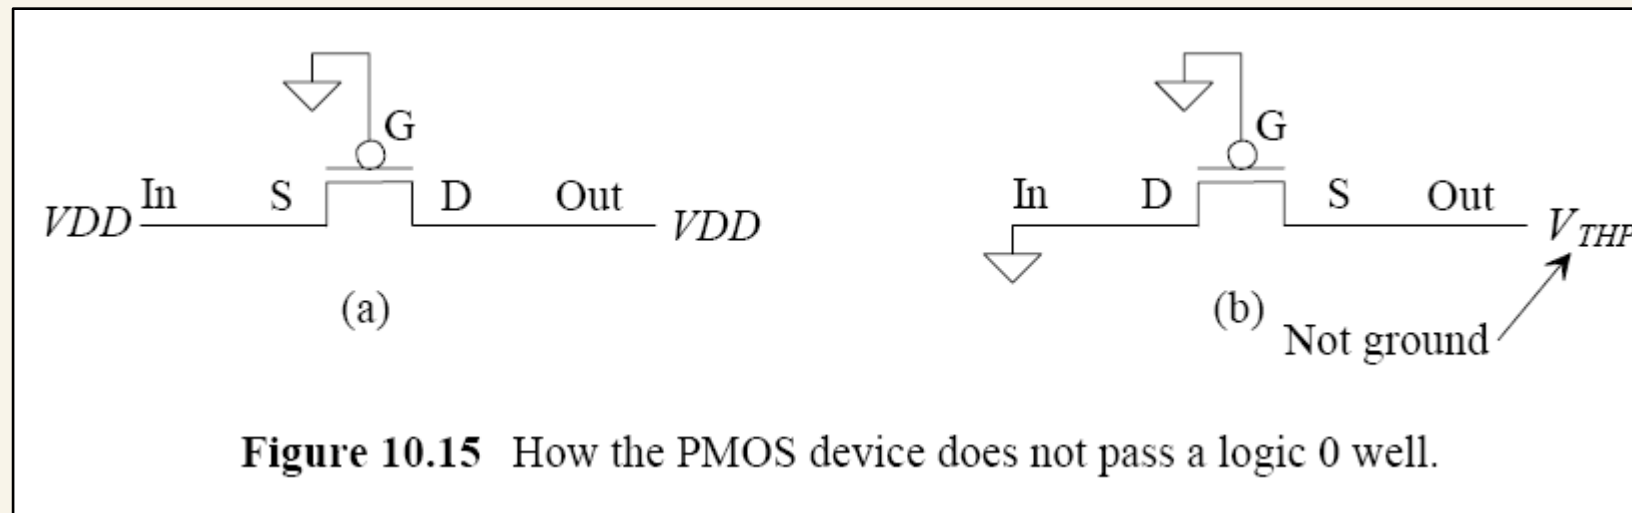 G
In S D Out
VDD VDD
(a)
G
In D S Out
V_THP
(b)
Not ground
Figure 10.15 How the PMOS device does not pass a logic 0 well.